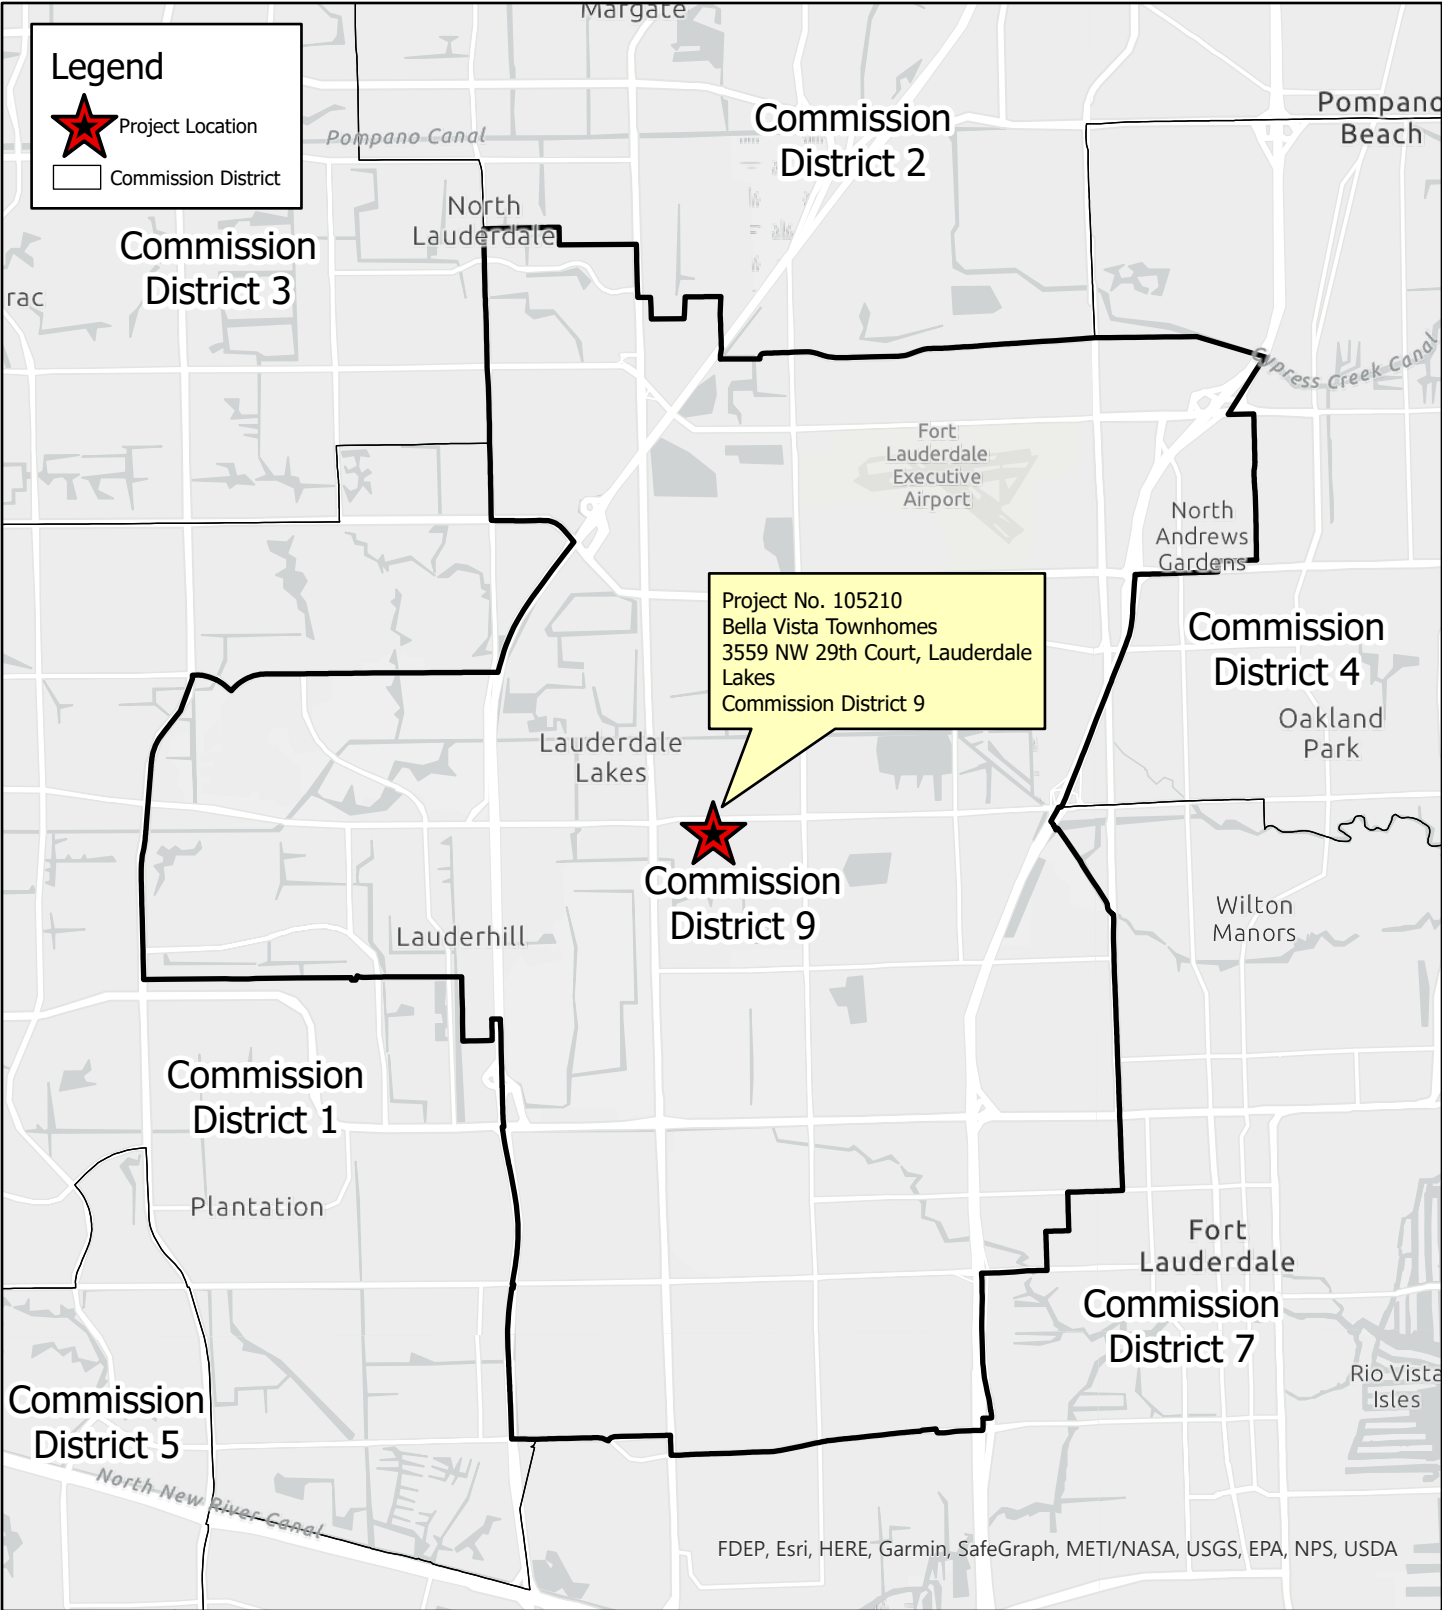 Margate
Legend
Project Location
Commission District
Pompano Canal
Commission
District 2
Pompano
Beach
North
Lauderdale
Commission
District 3
rac
Cypress Creek Canal
Fort
Lauderdale
Executive
Airport
North
Andrews
Gardens
Project No. 105210
Bella Vista Townhomes
3559 NW 29th Court, Lauderdale
Lakes
Commission District 9
Commission
District 4
Oakland
Park
Lauderdale
Lakes
Commission
District 9
Wilton
Manors
Lauderhill
Commission
District 1
Plantation
Fort
Lauderdale
Commission
District 7
Rio Vista
Isles
Commission
District 5
North New River Canal
FDEP, Esri, HERE, Garmin, SafeGraph, METI/NASA, USGS, EPA, NPS, USDA